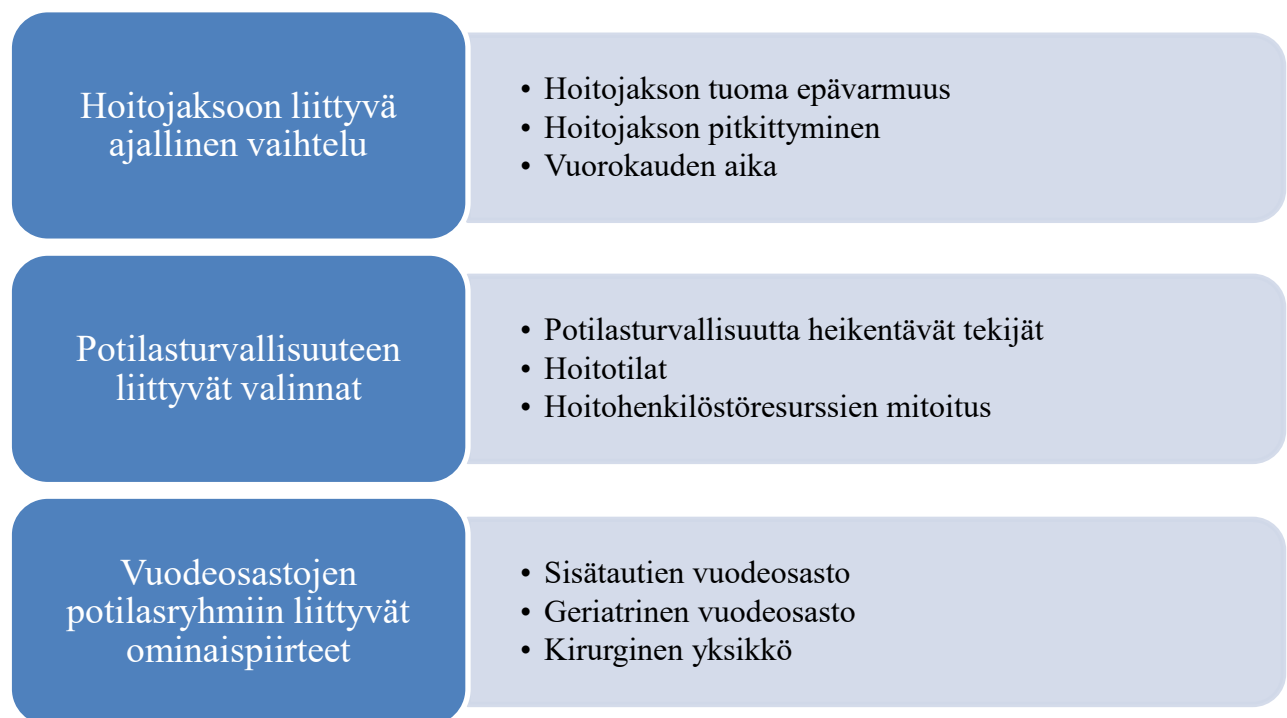 Hoitojaksoon liittyvä
ajallinen vaihtelu
• Hoitojakson tuoma epävarmuus
• Hoitojakson pitkittyminen
• Vuorokauden aika
Potilasturvallisuuteen
liittyvät valinnat
• Potilasturvallisuutta heikentävät tekijät
• Hoitotilat
• Hoitohenkilöstöresurssien mitoitus
Vuodeosastojen
potilasryhmiin liittyvät
ominaispiirteet
• Sisätautien vuodeosasto
• Geriatrinen vuodeosasto
• Kirurginen yksikkö